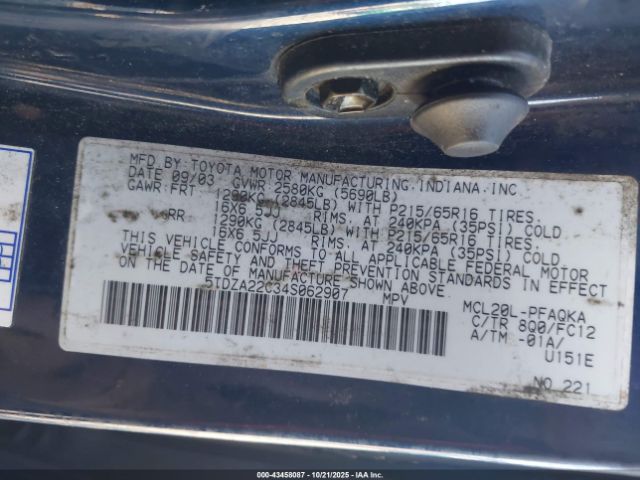 MFD.BY:TOYOTA MOTOR MANUFACTURING,INDIANA,INC.
DATE 09/03 GVWR 2580KG (5690LB)
GAWR:FRT 1290KG(2845LB) WITH P215/65R16 TIRES.
16X6.5JJ RIMS, AT 240KPA (35PSI) COLD
RR 1290KG(2845LB) WITH P215/65R16 TIRES.
16X6.5JJ RIMS, AT 240KPA (35PSI) COLD
THIS VEHICLE CONFORMS TO ALL APPLICABLE FEDERAL MOTOR
VEHICLE SAFETY AND THEFT PREVENTION STANDARDS IN EFFECT
ON THE DATE OF MANUFACTURE SHOWN ABOVE.
5TDZA22C34S062907 MPV
MCL20L-PFAQKA
C/TR 8Q0/FC12
A/TM -01A/
U151E
NO.221
000-43458087 10/21/2025 IAAI.COM